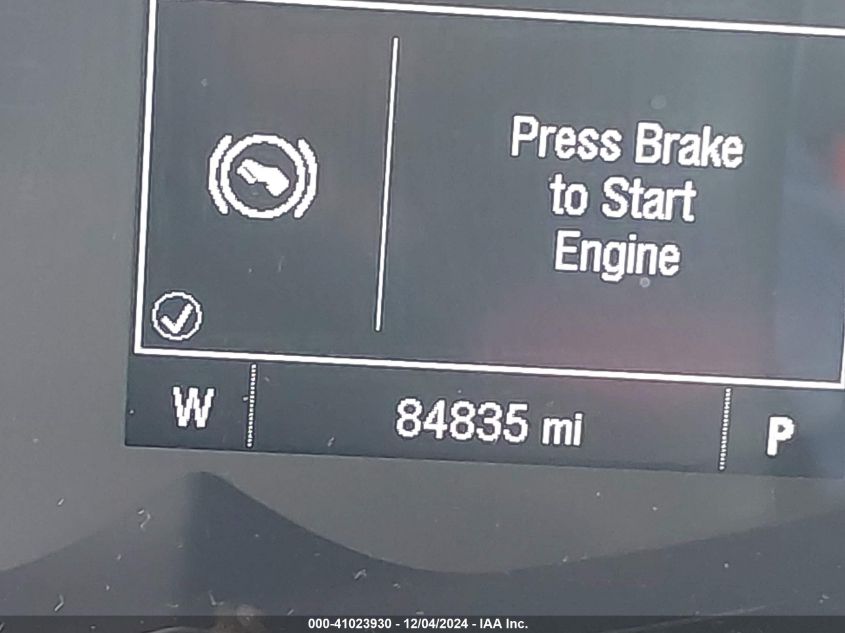 Press Brake
to Start
Engine
W 84835 mi P
000-41023930 - 12/04/2024 - IAA Inc.